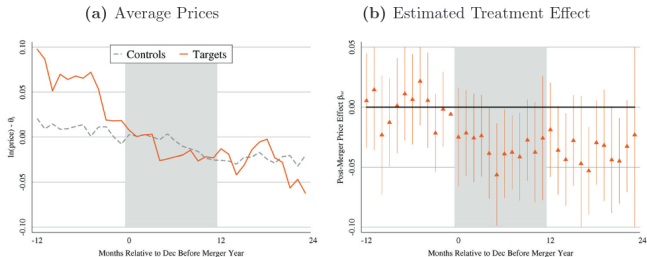 (a) Average Prices
(b) Estimated Treatment Effect
Controls
Targets
ln(price) - θᵢ
0.10
0.05
0.00
-0.05
-0.10
-12
0
12
24
Months Relative to Dec Before Merger Year
Post-Merger Price Effect
0.05
0.00
-0.05
-0.10
-12
0
12
24
Months Relative to Dec Before Merger Year